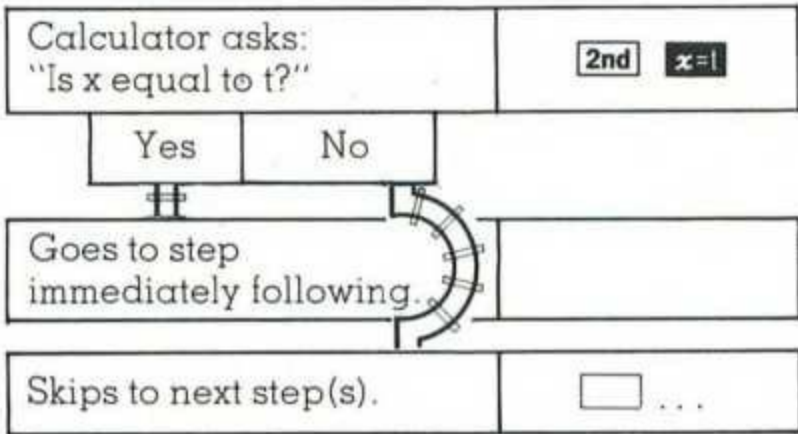 Calculator asks:
"Is x equal to t?"
2nd x=t
Yes No
Goes to step
immediately following.
Skips to next step(s).
...